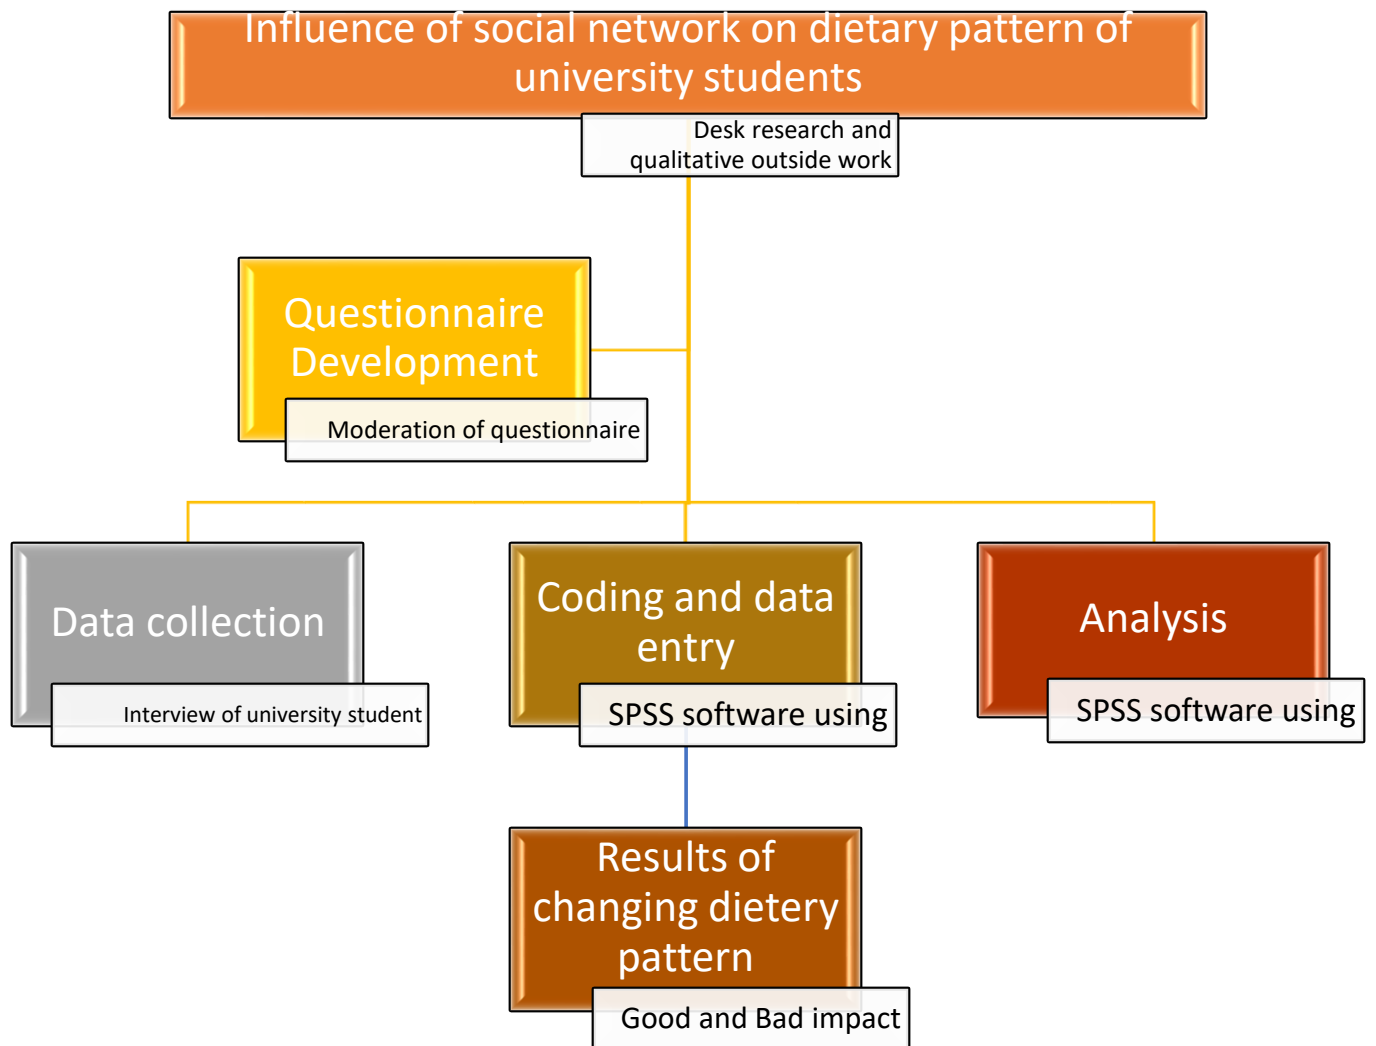 Influence of social network on dietary pattern of
university students
Desk research and
qualitative outside work
Questionnaire
Development
Moderation of questionnaire
Data collection
Interview of university student
Coding and data
entry
SPSS software using
Analysis
SPSS software using
Results of
changing dietery
pattern
Good and Bad impact